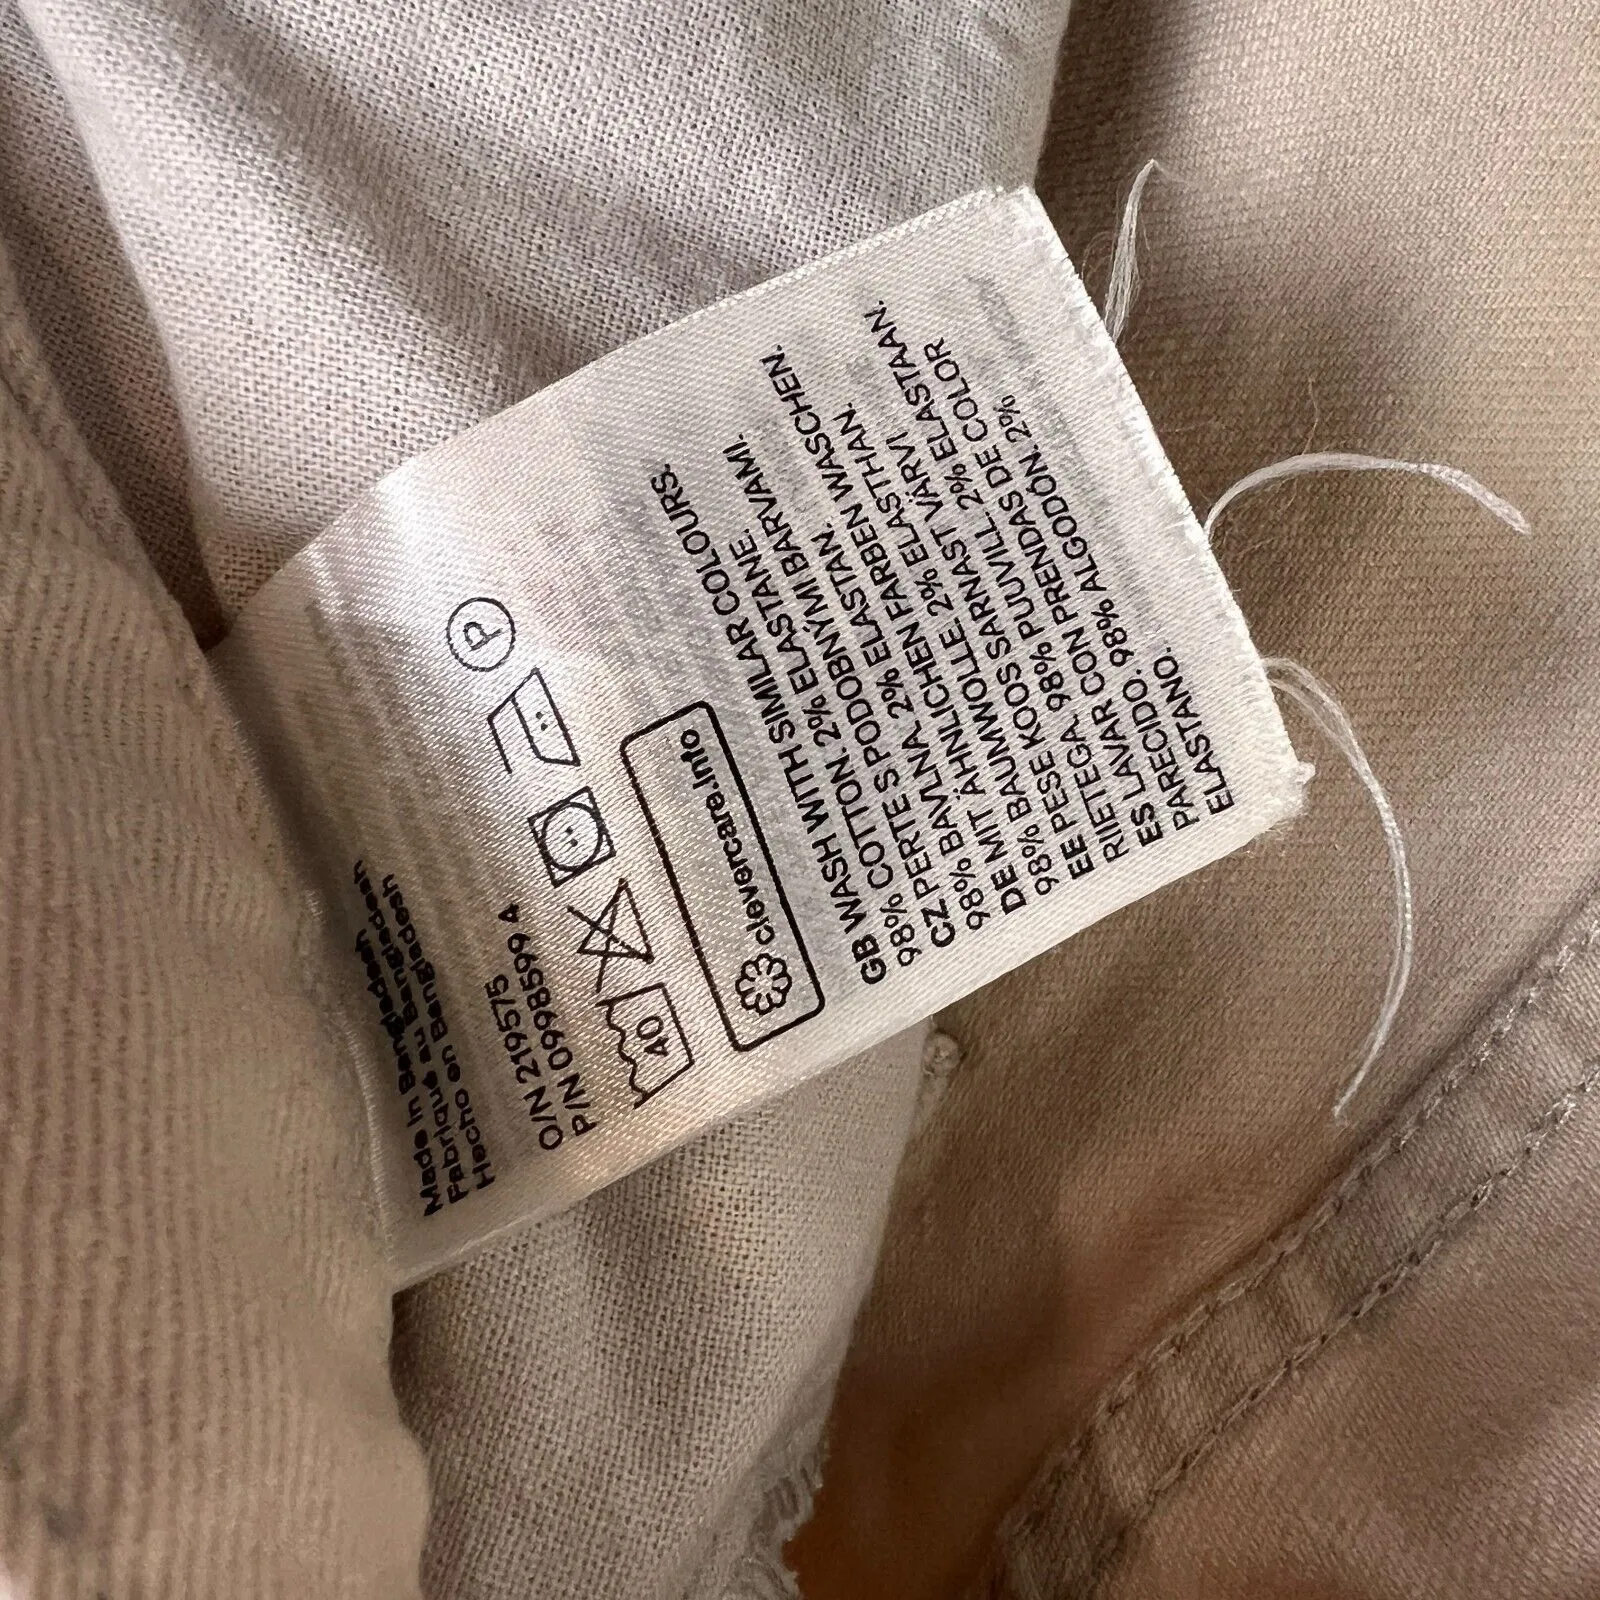 Made in Bangladesh
Fabriqué au Bangladesh
Hecho en Bangladesh
O/N 219575
P/N 09985994
40
P
clevercare.info
GB WASH WITH SIMILAR COLOURS.
98% COTTON. 2% ELASTANE.
CZ PERTE S PODOBNÝMI BARVAMI.
98% BAVLNA. 2% ELASTAN.
DE MIT ÄHNLICHEN FARBEN WASCHEN.
98% BAUMWOLLE. 2% ELASTHAN.
EE PESE KOOS SARNAST VÄRVI
RIIETEGA. 98% PUUVILL. 2% ELASTAAN.
ES LAVAR CON PRENDAS DE COLOR
PARECIDO. 98% ALGODÓN. 2%
ELASTANO.